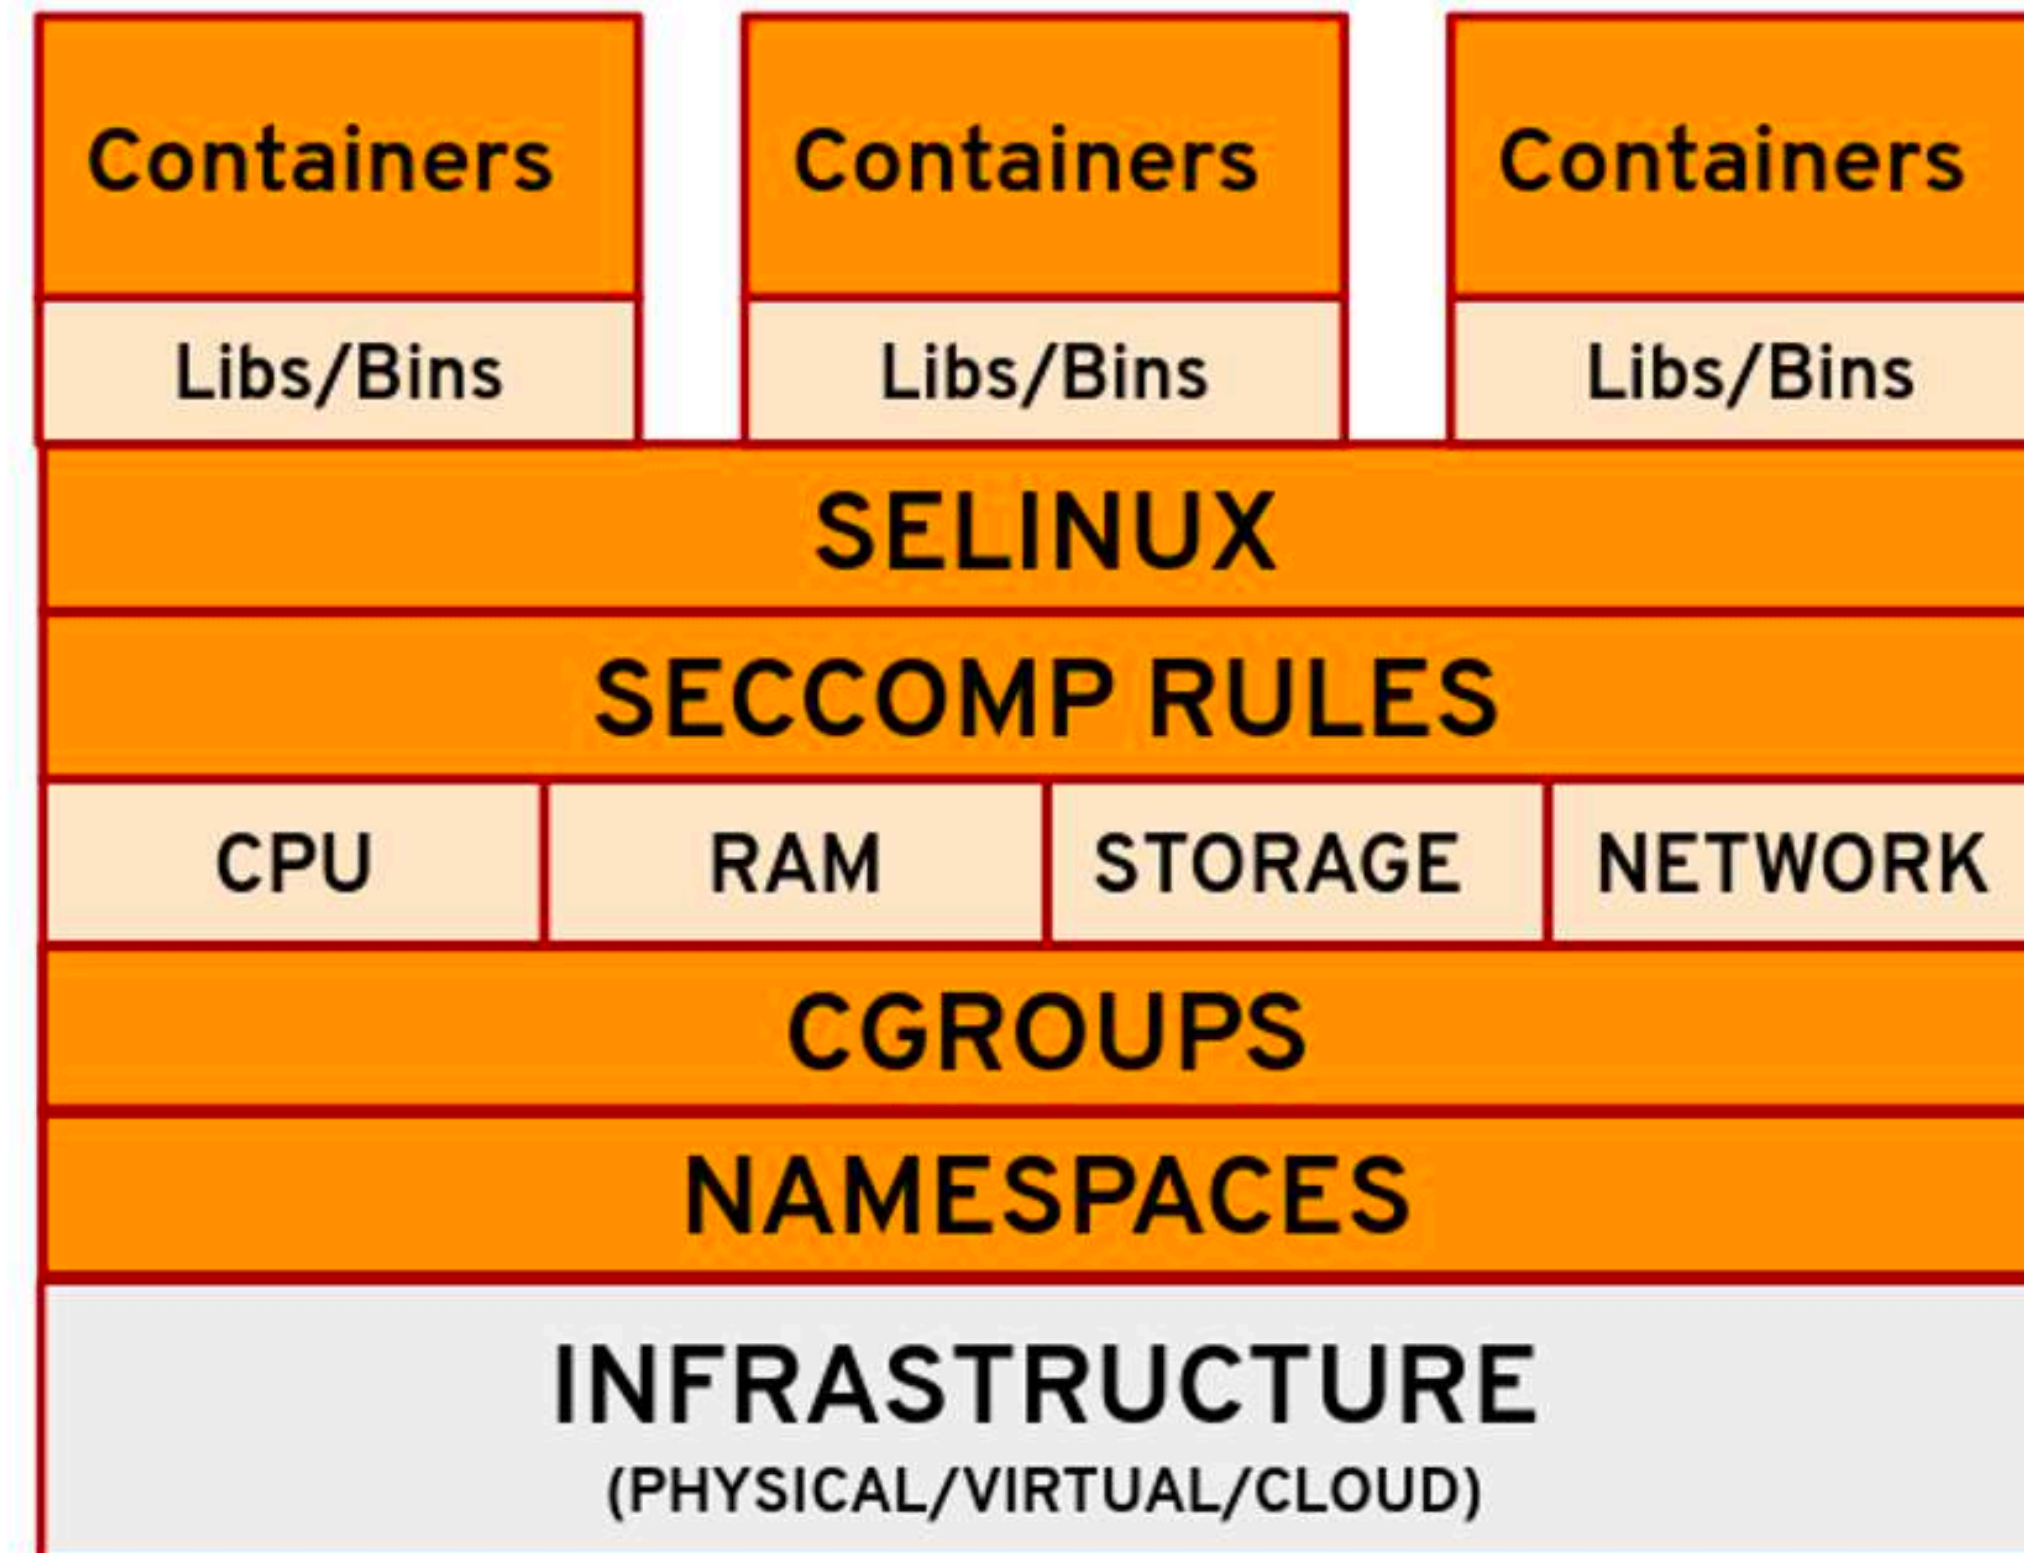 Containers Containers Containers
Libs/Bins Libs/Bins Libs/Bins
SELINUX
SECCOMP RULES
CPU RAM STORAGE NETWORK
CGROUPS
NAMESPACES
INFRASTRUCTURE
(PHYSICAL/VIRTUAL/CLOUD)